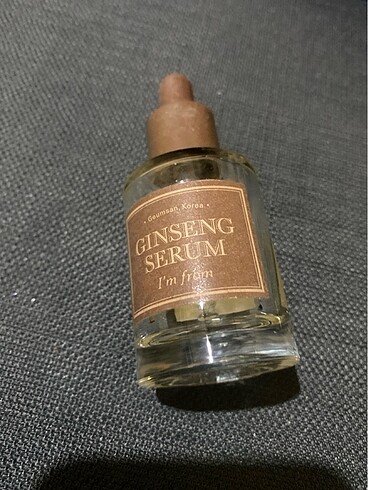 • Geumsan, Korea •
GINSENG
SERUM
I'm from